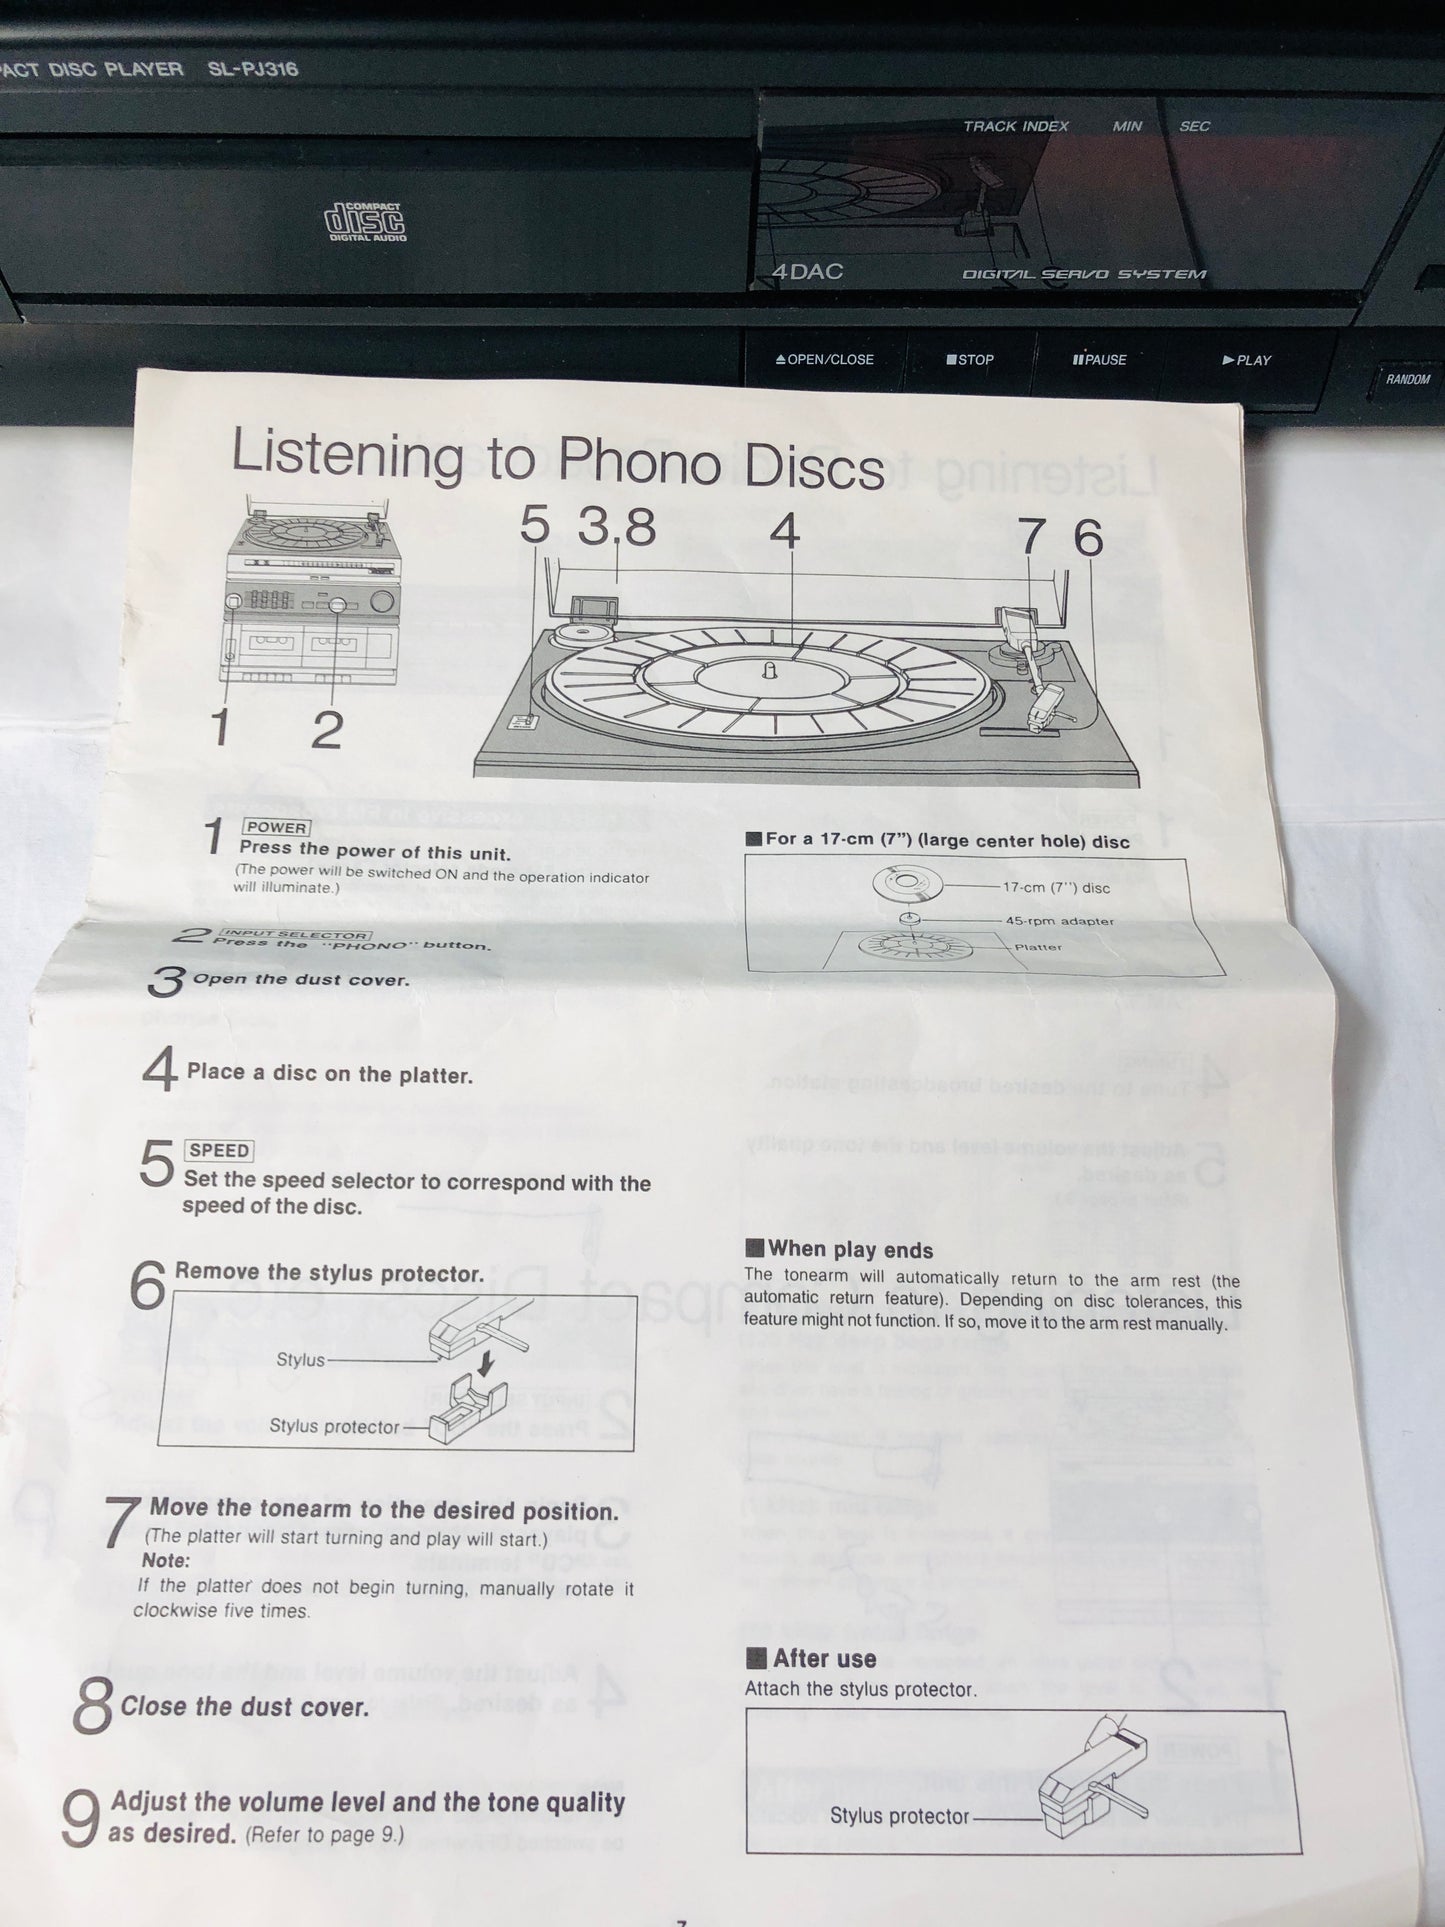 COMPACT DISC PLAYER SL-PJ316
TRACK INDEX MIN SEC
COMPACT
disc
DIGITAL AUDIO
4DAC
DIGITAL SERVO SYSTEM
OPEN/CLOSE
STOP
PAUSE
PLAY
RANDOM
Listening to Phono Discs
5 3,8 4 7 6
1 2
1 POWER
Press the power of this unit.
(The power will be switched ON and the operation indicator
will illuminate.)
2 INPUT SELECTOR
Press the "PHONO" button.
3 Open the dust cover.
4 Place a disc on the platter.
5 SPEED
Set the speed selector to correspond with the
speed of the disc.
6 Remove the stylus protector.
Stylus
Stylus protector
7 Move the tonearm to the desired position.
(The platter will start turning and play will start.)
Note:
If the platter does not begin turning, manually rotate it
clockwise five times.
8 Close the dust cover.
9 Adjust the volume level and the tone quality
as desired. (Refer to page 9.)
■ For a 17-cm (7") (large center hole) disc
17-cm (7") disc
45-rpm adapter
Platter
■ When play ends
The tonearm will automatically return to the arm rest (the
automatic return feature). Depending on disc tolerances, this
feature might not function. If so, move it to the arm rest manually.
■ After use
Attach the stylus protector.
Stylus protector
7